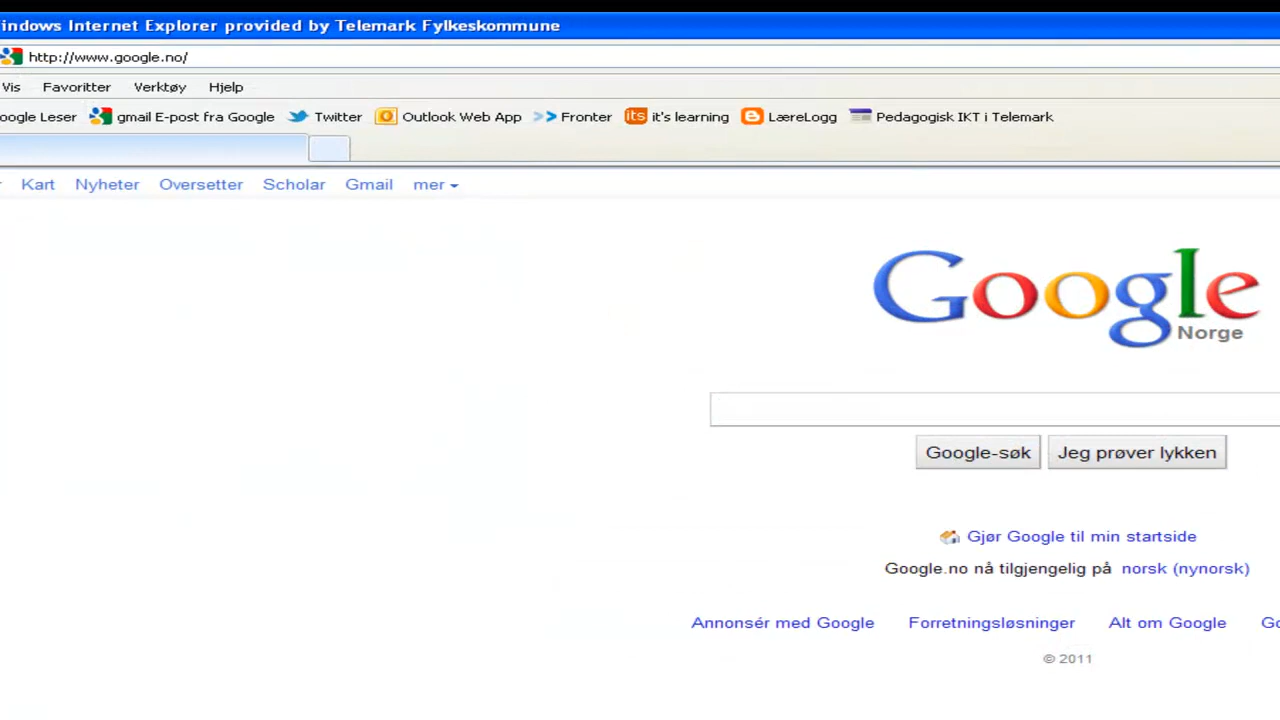 indows Internet Explorer provided by Telemark Fylkeskommune
http://www.google.no/
Vis Favoritter Verktøy Hjelp
oogle Leser gmail E-post fra Google Twitter Outlook Web App Fronter its it's learning LæreLogg Pedagogisk IKT i Telemark
Kart Nyheter Oversetter Scholar Gmail mer
Google
Norge
Google-søk Jeg prøver lykken
Gjør Google til min startside
Google.no nå tilgjengelig på norsk (nynorsk)
Annonsér med Google Forretningsløsninger Alt om Google Go
© 2011